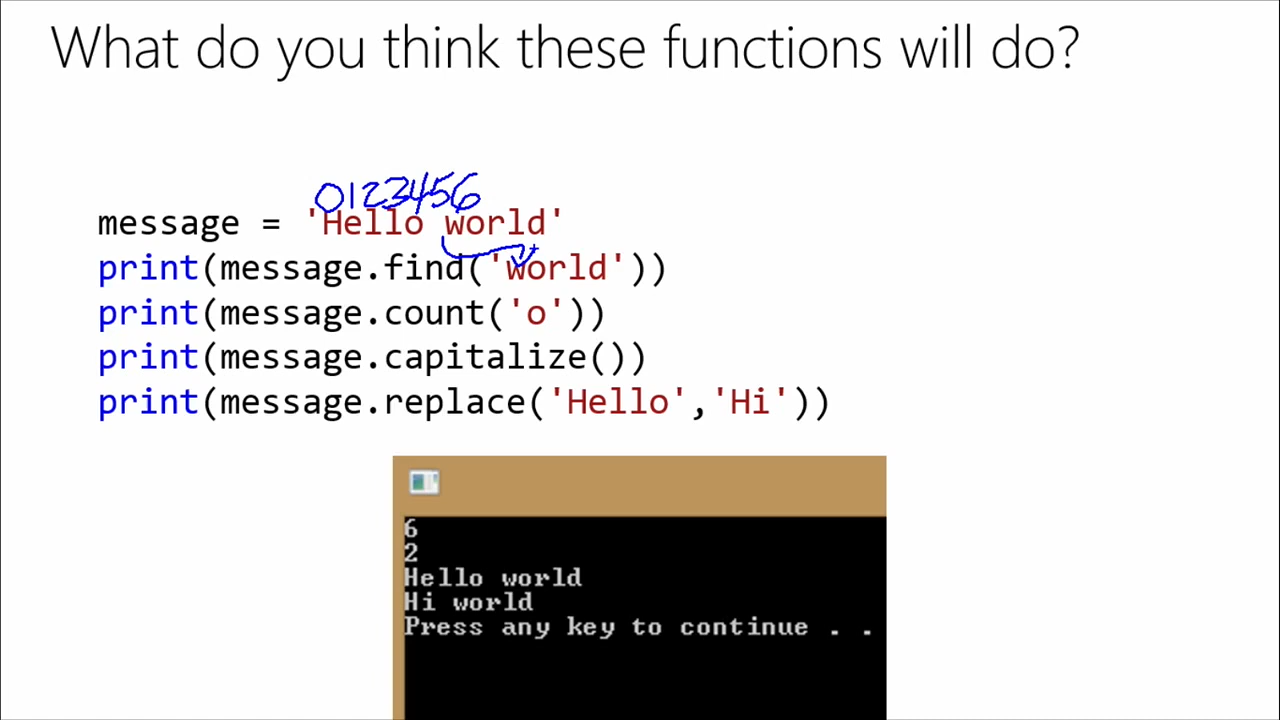 What do you think these functions will do?
0123456
message = 'Hello world'
print(message.find('world'))
print(message.count('o'))
print(message.capitalize())
print(message.replace('Hello','Hi'))
6
2
Hello world
Hi world
Press any key to continue . .